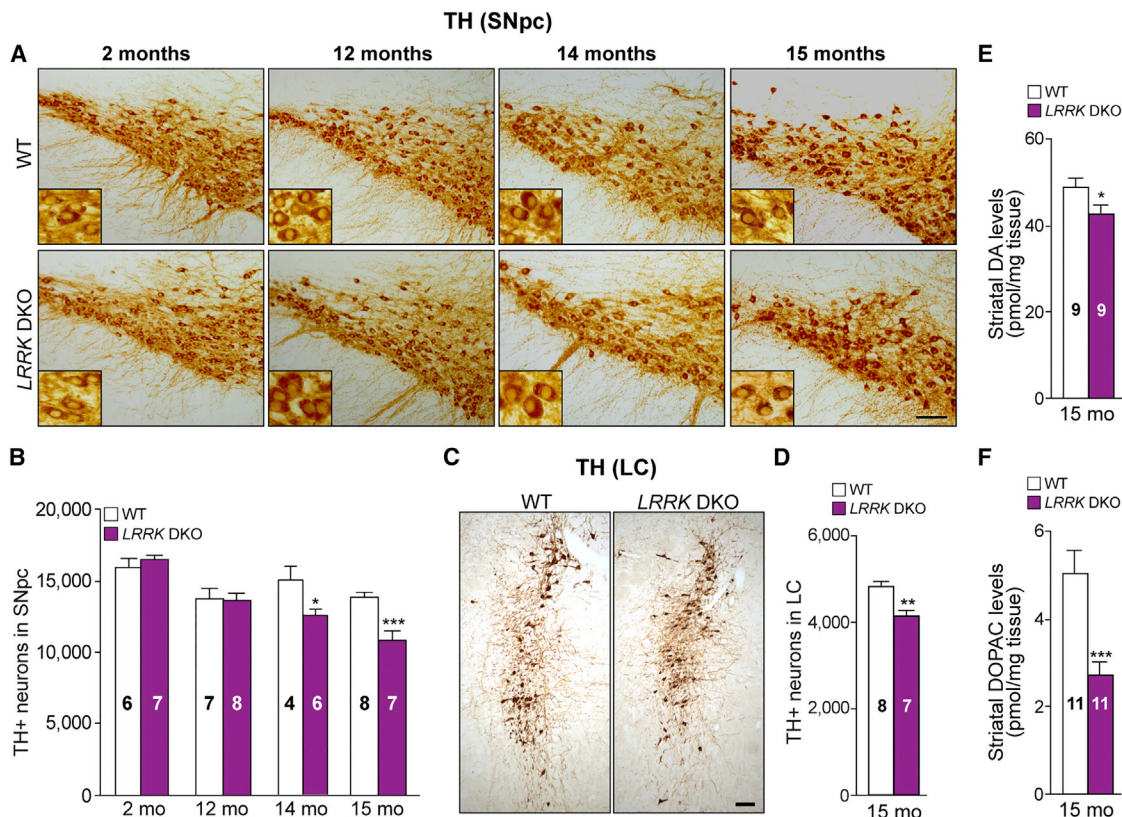 TH (SNpc)
A
2 months
12 months
14 months
15 months
WT
LRRK DKO
B
TH+ neurons in SNpc
20,000
15,000
10,000
5,000
0
WT
LRRK DKO
*
***
6
7
7
8
4
6
8
7
2 mo
12 mo
14 mo
15 mo
C
TH (LC)
WT
LRRK DKO
D
WT
LRRK DKO
TH+ neurons in LC
6,000
4,000
2,000
0
**
8
7
15 mo
E
WT
LRRK DKO
Striatal DA levels
(pmol/mg tissue)
60
40
20
0
*
9
9
15 mo
F
WT
LRRK DKO
Striatal DOPAC levels
(pmol/mg tissue)
6
4
2
0
***
11
11
15 mo